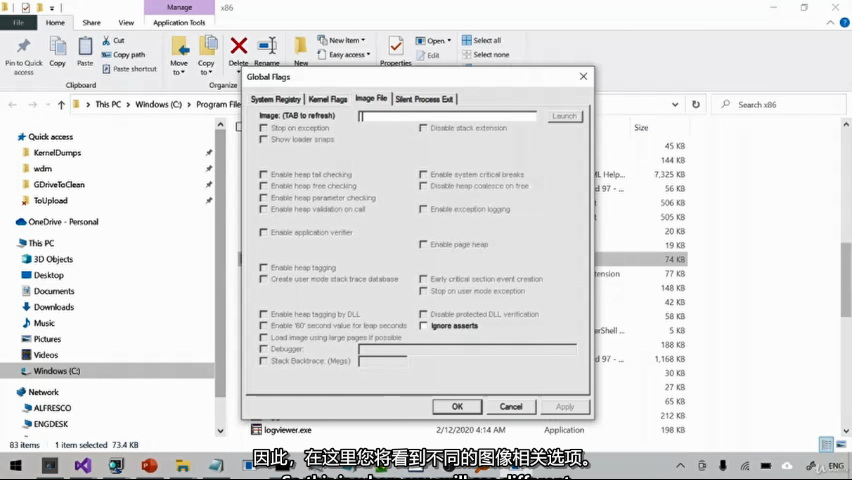 Manage
x86
File
Home
Share
View
Application Tools
Pin to Quick access
Copy
Paste
Cut
Copy path
Paste shortcut
Clipboard
Move to
Copy to
Delete
Rename
Organize
New
New item
Easy access
Properties
Open
Edit
Select all
Select none
This PC
Windows (C:)
Program File
Search x86
Quick access
KernelDumps
wdm
GDriveToClean
ToUpload
OneDrive - Personal
This PC
3D Objects
Desktop
Documents
Downloads
Music
Pictures
Videos
Windows (C:)
Network
ALFRESCO
ENGDESK
Global Flags
System Registry
Kernel Flags
Image File
Silent Process Exit
Image: (TAB to refresh)
Launch
Stop on exception
Disable stack extension
Show loader snaps
Enable heap tail checking
Enable system critical breaks
Enable heap free checking
Disable heap coalesce on free
Enable heap parameter checking
Enable heap validation on call
Enable exception logging
Enable application verifier
Enable page heap
Enable heap tagging
Create user mode stack trace database
Early critical section event creation
Stop on user mode exception
Enable heap tagging by DLL
Disable protected DLL verification
Enable '60' second value for leap seconds
Ignore asserts
Load image using large pages if possible
Debugger:
Stack Backtrace: (Megs)
OK
Cancel
Apply
Size
45 KB
144 KB
ML Help...
7,325 KB
d 97 - ...
506 KB
506 KB
20 KB
19 KB
74 KB
tension
77 KB
148 KB
42 KB
28 KB
erShell ...
3 KB
d 97 - ...
1,168 KB
27 KB
30 KB
65 KB
198 KB
logviewer.exe
2/12/2020 4:14 AM
Application
212 KB
83 items
1 item selected
73.4 KB
因此，在这里您将看到不同的图像相关选项。
ENG